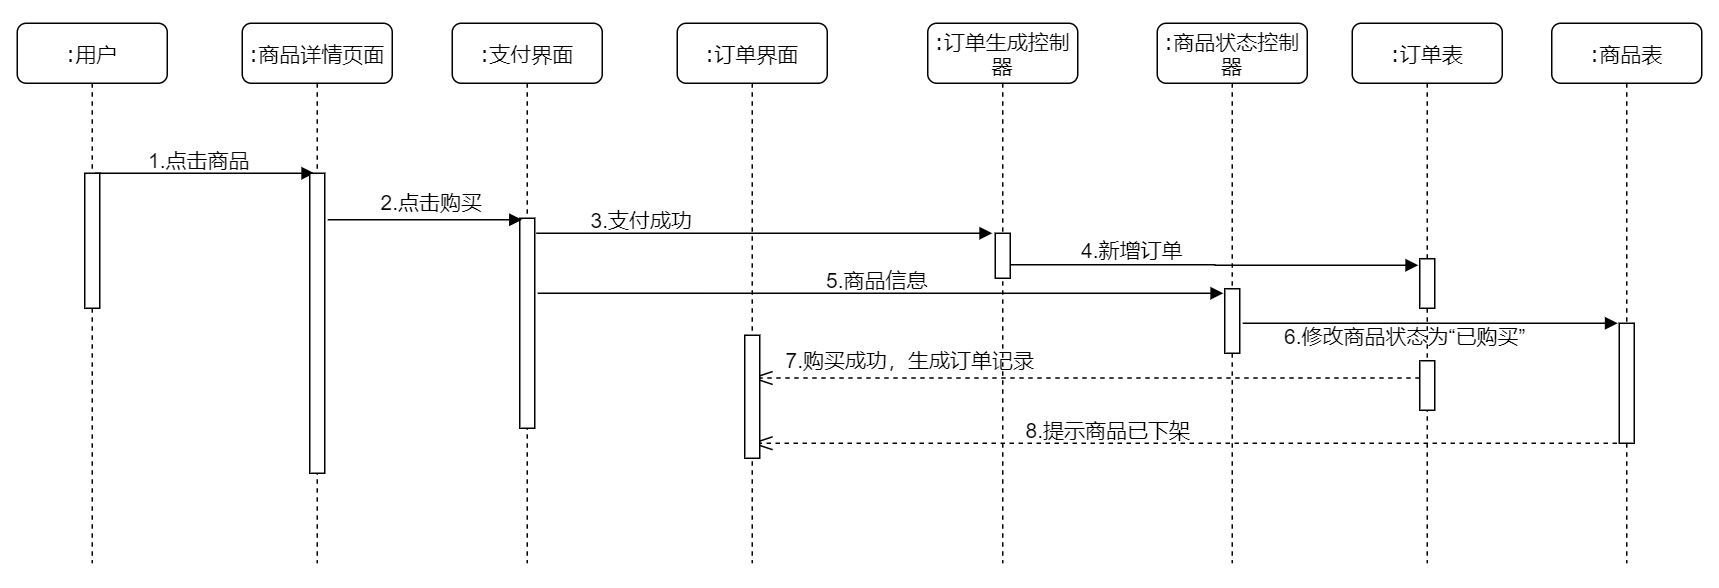 :用户
:商品详情页面
:支付界面
:订单界面
:订单生成控制
器
:商品状态控制
器
:订单表
:商品表
1.点击商品
2.点击购买
3.支付成功
4.新增订单
5.商品信息
6.修改商品状态为“已购买”
7.购买成功，生成订单记录
8.提示商品已下架